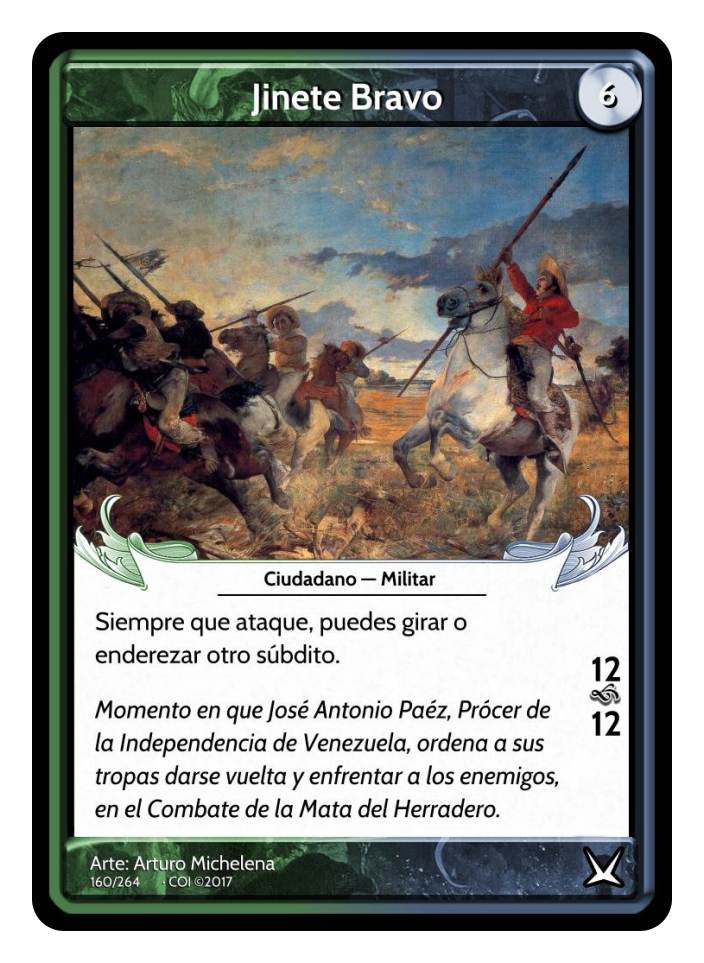 Jinete Bravo
6
Ciudadano — Militar
Siempre que ataque, puedes girar o
enderezar otro súbdito.
Momento en que José Antonio Paéz, Prócer de
la Independencia de Venezuela, ordena a sus
tropas darse vuelta y enfrentar a los enemigos,
en el Combate de la Mata del Herradero.
12
12
Arte: Arturo Michelena
160/264 · COI ©2017